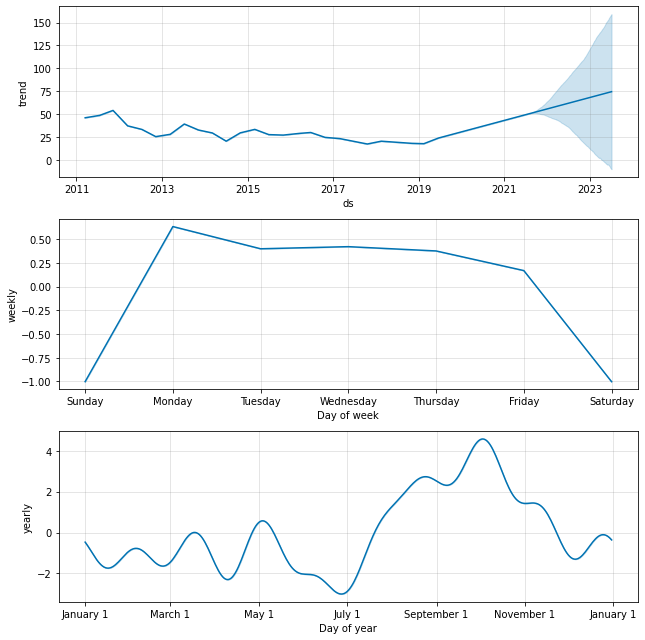 150
125
100
75
50
25
0
trend
2011 2013 2015 2017 2019 2021 2023
ds
0.50
0.25
0.00
−0.25
−0.50
−0.75
−1.00
weekly
Sunday Monday Tuesday Wednesday Thursday Friday Saturday
Day of week
4
2
0
−2
yearly
January 1 March 1 May 1 July 1 September 1 November 1 January 1
Day of year